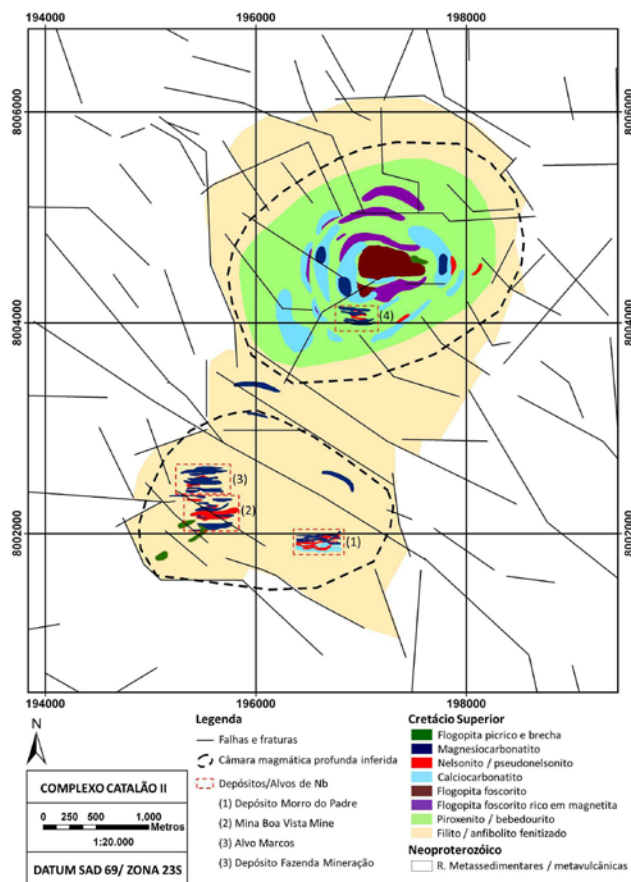 194000 196000 198000
8006000 8006000
8004000 8004000
(4)
(3)
(2)
(1)
8002000 8002000
194000 196000 198000
N
COMPLEXO CATALÃO II
0 250 500 1,000
Metros
1:20.000
DATUM SAD 69/ ZONA 23S
Legenda
Falhas e fraturas
Câmara magmática profunda inferida
Depósitos/Alvos de Nb
(1) Depósito Morro do Padre
(2) Mina Boa Vista Mine
(3) Alvo Marcos
(3) Depósito Fazenda Mineração
Cretácio Superior
Flogopita picrico e brecha
Magnesiocarbonatito
Nelsonito / pseudonelsonito
Calciocarbonatito
Flogopita foscorito
Flogopita foscorito rico em magnetita
Piroxenito / bebedourito
Filito / anfibolito fenitizado
Neoproterozóico
R. Metassedimentares / metavulcânicas